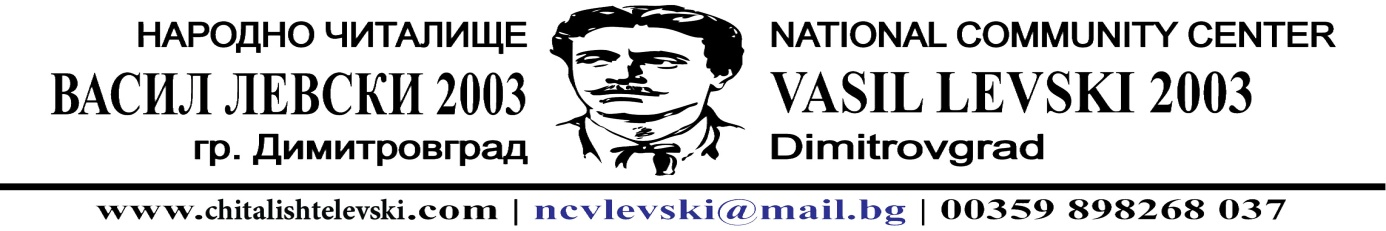 НАРОДНО ЧИТАЛИЩЕ
ВАСИЛ ЛЕВСКИ 2003
гр. Димитровград
NATIONAL COMMUNITY CENTER
VASIL LEVSKI 2003
Dimitrovgrad
www.chitalishtelevski.com | ncvlevski@mail.bg | 00359 898268 037